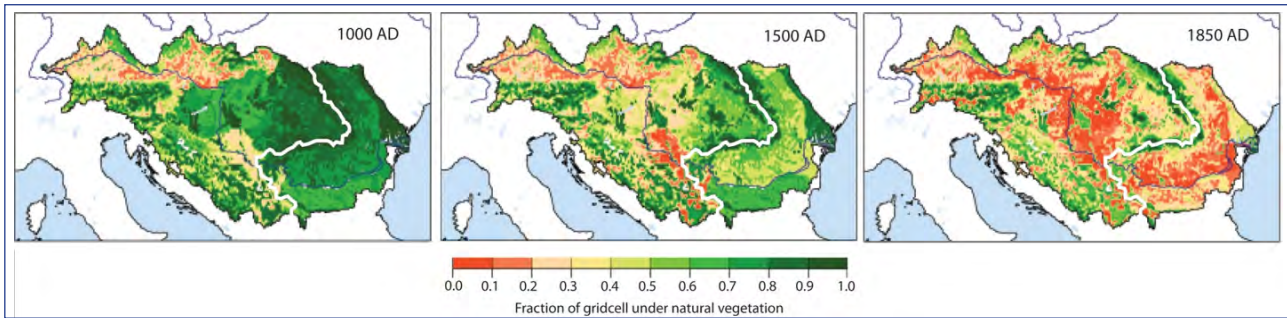 1000 AD
1500 AD
1850 AD
0.0 0.1 0.2 0.3 0.4 0.5 0.6 0.7 0.8 0.9 1.0
Fraction of gridcell under natural vegetation